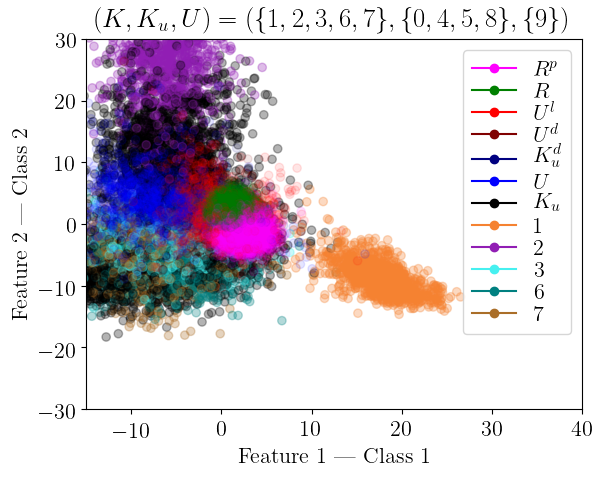 (K, K_u, U) = ({1, 2, 3, 6, 7}, {0, 4, 5, 8}, {9})
30
20
10
0
−10
−20
−30
−10
0
10
20
30
40
Feature 2 — Class 2
Feature 1 — Class 1
R^p
R
U^l
U^d
K_u^d
U
K_u
1
2
3
6
7